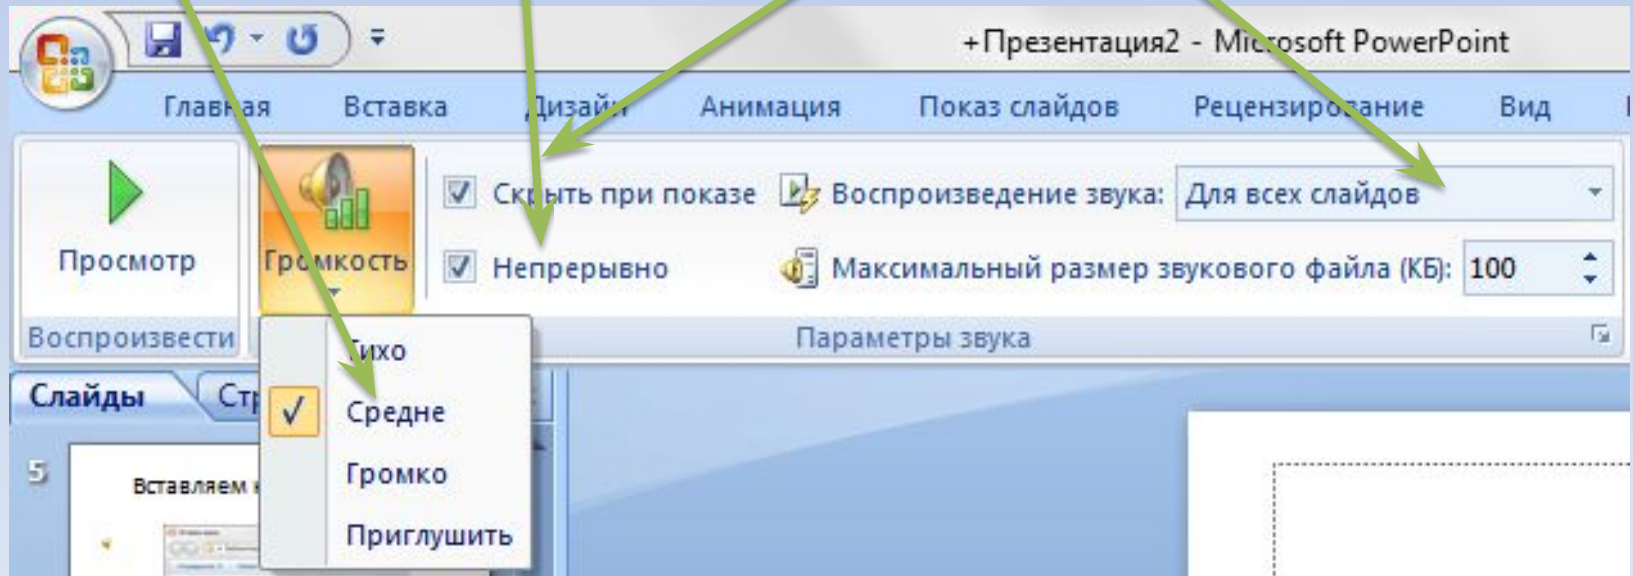 +Презентация2 - Microsoft PowerPoint
Главная Вставка Дизайн Анимация Показ слайдов Рецензирование Вид
Скрыть при показе Воспроизведение звука: Для всех слайдов
Просмотр Громкость Непрерывно Максимальный размер звукового файла (КБ): 100
Воспроизвести Параметры звука
Тихо
Слайды
Средне
5 Вставляем
Громко
Приглушить